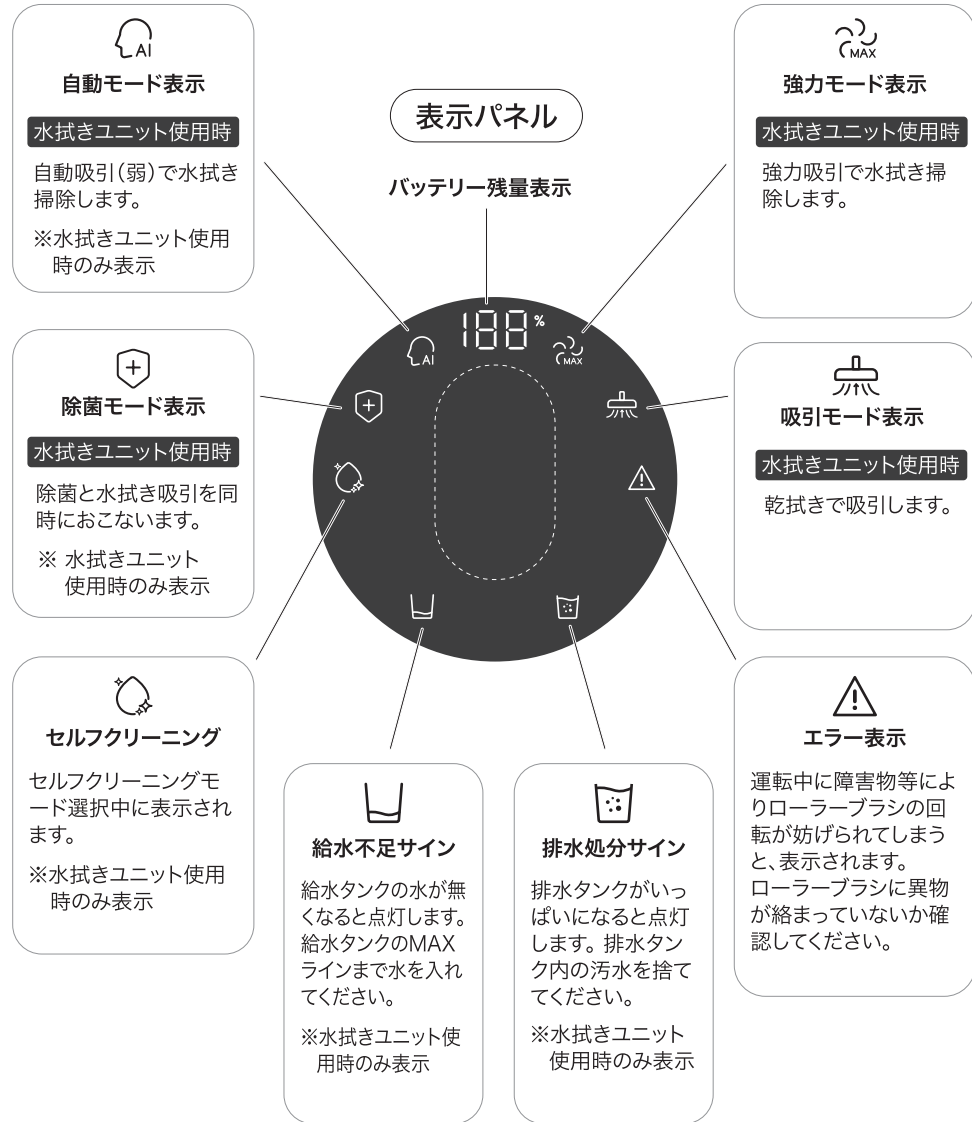 表示パネル
バッテリー残量表示
188%
AI
MAX
AI
自動モード表示
水拭きユニット使用時
自動吸引（弱）で水拭き
掃除します。
※水拭きユニット使用
時のみ表示
除菌モード表示
水拭きユニット使用時
除菌と水拭き吸引を同
時におこないます。
※ 水拭きユニット
使用時のみ表示
セルフクリーニング
セルフクリーニングモ
ード選択中に表示され
ます。
※水拭きユニット使用
時のみ表示
給水不足サイン
給水タンクの水が無
くなると点灯します。
給水タンクのMAX
ラインまで水を入れ
てください。
※水拭きユニット使
用時のみ表示
排水処分サイン
排水タンクがいっ
ぱいになると点灯
します。排水タン
ク内の汚水を捨て
てください。
※水拭きユニット
使用時のみ表示
MAX
強力モード表示
水拭きユニット使用時
強力吸引で水拭き掃
除します。
吸引モード表示
水拭きユニット使用時
乾拭きで吸引します。
エラー表示
運転中に障害物等によ
りローラーブラシの回
転が妨げられてしまう
と、表示されます。
ローラーブラシに異物
が絡まっていないか確
認してください。